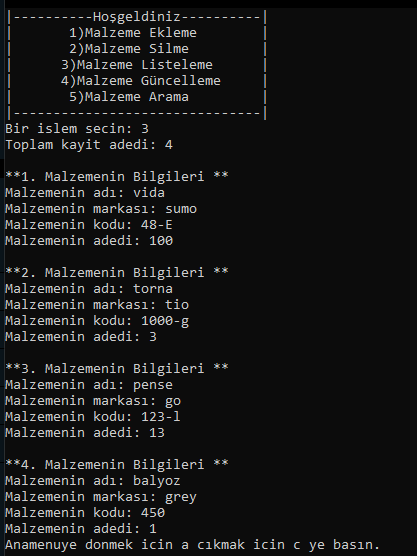 |----------Hoşgeldiniz----------|
|       1)Malzeme Ekleme        |
|       2)Malzeme Silme         |
|      3)Malzeme Listeleme      |
|      4)Malzeme Güncelleme     |
|       5)Malzeme Arama         |
|-------------------------------|
Bir islem secin: 3
Toplam kayit adedi: 4

**1. Malzemenin Bilgileri **
Malzemenin adı: vida
Malzemenin markası: sumo
Malzemenin kodu: 48-E
Malzemenin adedi: 100

**2. Malzemenin Bilgileri **
Malzemenin adı: torna
Malzemenin markası: tio
Malzemenin kodu: 1000-g
Malzemenin adedi: 3

**3. Malzemenin Bilgileri **
Malzemenin adı: pense
Malzemenin markası: go
Malzemenin kodu: 123-l
Malzemenin adedi: 13

**4. Malzemenin Bilgileri **
Malzemenin adı: balyoz
Malzemenin markası: grey
Malzemenin kodu: 450
Malzemenin adedi: 1
Anamenuye donmek icin a cıkmak icin c ye basın.